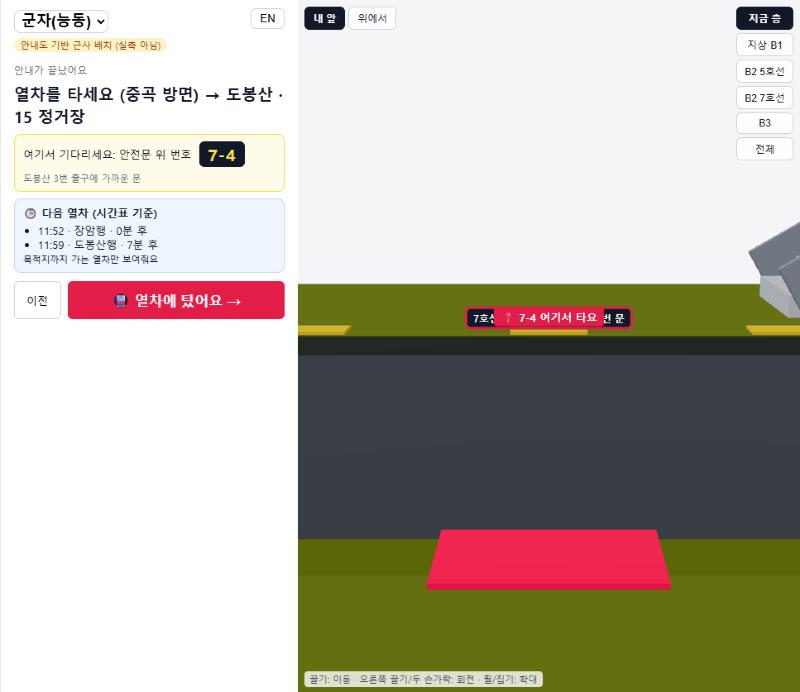 군자(능동)
EN
안내도 기반 근사 배치 (실측 아님)
안내가 끝났어요
열차를 타세요 (중곡 방면) → 도봉산 ·
15 정거장
여기서 기다리세요: 안전문 위 번호 7-4
도봉산 3번 출구에 가까운 문
다음 열차 (시간표 기준)
• 11:52 · 장암행 · 0분 후
• 11:59 · 도봉산행 · 7분 후
목적지까지 가는 열차만 보여줘요
이전
열차에 탔어요 →
내 앞
위에서
지금 층
지상·B1
B2 5호선
B2 7호선
B3
전체
7-4 여기서 타요
번 문
끌기: 이동 · 오른쪽 끌기/두 손가락: 회전 · 휠/집기: 확대